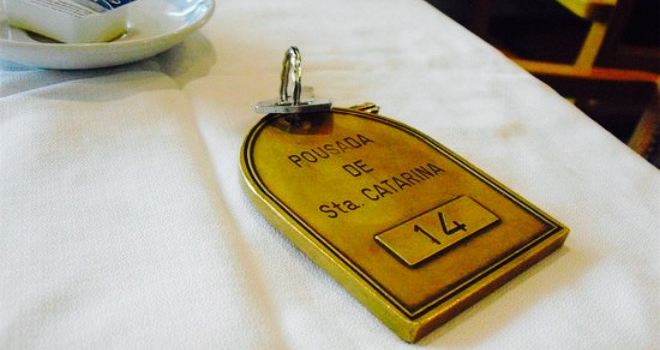 POUSADA
DE
Sta. CATARINA
14